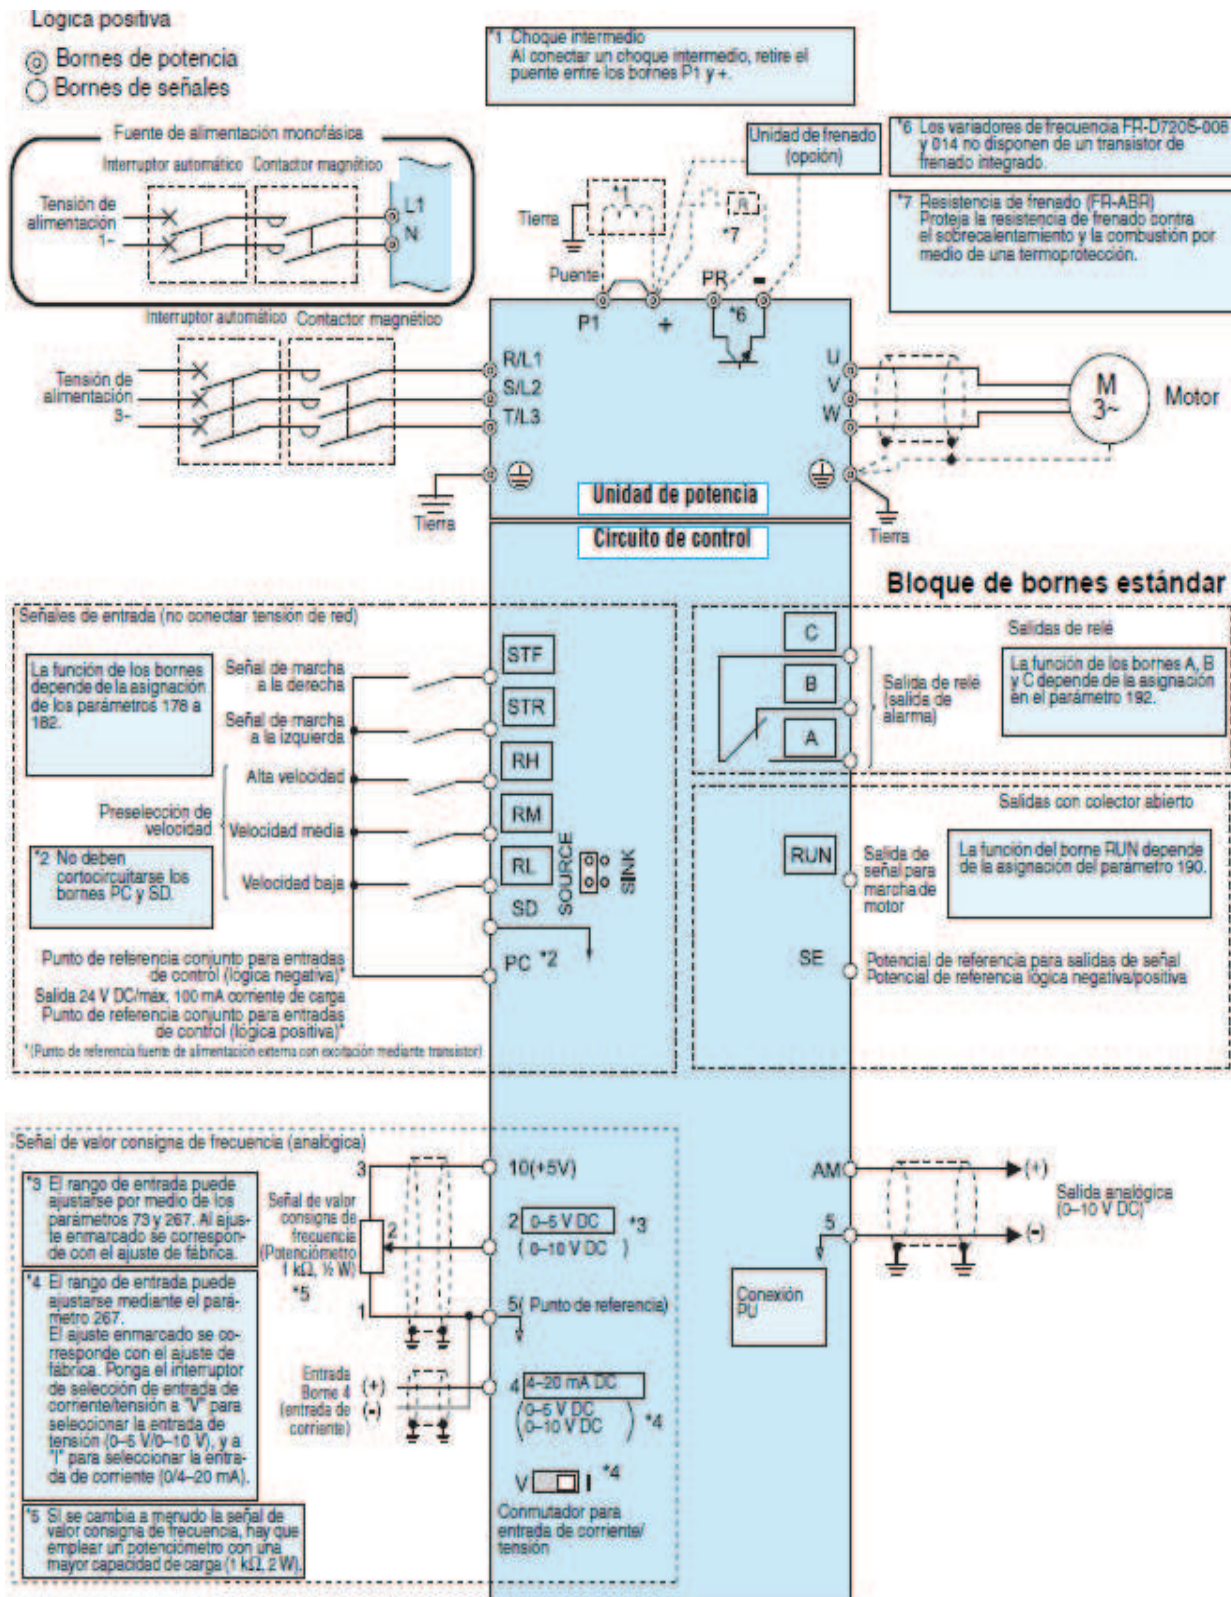 Lógica positiva
Bornes de potencia
Bornes de señales
*1 Choque intermedio
Al conectar un choque intermedio, retire el
puente entre los bornes P1 y +.
Fuente de alimentación monofásica
Interruptor automático Contactor magnético
Tensión de
alimentación
1~
L1
N
Unidad de frenado
(opción)
*6 Los variadores de frecuencia FR-D720S-008
y 014 no disponen de un transistor de
frenado integrado.
*7 Resistencia de frenado (FR-ABR)
Proteja la resistencia de frenado contra
el sobrecalentamiento y la combustión por
medio de una termoprotección.
*1
Tierra
R
*7
Puente
PR
-
P1
+
*6
Interruptor automático Contactor magnético
Tensión de
alimentación
3~
R/L1
S/L2
T/L3
U
V
W
M
3~
Motor
Tierra
Unidad de potencia
Tierra
Circuito de control
Bloque de bornes estándar
Señales de entrada (no conectar tensión de red)
La función de los bornes
depende de la asignación
de los parámetros 178 a
182.
Señal de marcha
a la derecha
STF
Señal de marcha
a la izquierda
STR
Alta velocidad
RH
Preselección de
velocidad
Velocidad media
RM
*2 No deben
cortocircuitarse los
bornes PC y SD.
Velocidad baja
RL
SOURCE
SINK
SD
PC *2
Punto de referencia conjunto para entradas
de control (lógica negativa)*
Salida 24 V DC/máx. 100 mA corriente de carga
Punto de referencia conjunto para entradas
de control (lógica positiva)*
*(Punto de referencia fuente de alimentación externa con excitación mediante transistor)
Salidas de relé
C
B
A
Salida de relé
(salida de
alarma)
La función de los bornes A, B
y C depende de la asignación
en el parámetro 192.
Salidas con colector abierto
RUN
Salida de
señal para
marcha de
motor
La función del borne RUN depende
de la asignación del parámetro 190.
SE
Potencial de referencia para salidas de señal
Potencial de referencia lógica negativa/positiva
Señal de valor consigna de frecuencia (analógica)
*3 El rango de entrada puede
ajustarse por medio de los
parámetros 73 y 267. Al ajus-
te enmarcado se correspon-
de con el ajuste de fábrica.
*4 El rango de entrada puede
ajustarse mediante el pará-
metro 267.
El ajuste enmarcado se co-
rresponde con el ajuste de
fábrica. Ponga el interruptor
de selección de entrada de
corriente/tensión a "V" para
seleccionar la entrada de
tensión (0–5 V/0–10 V), y a
"I" para seleccionar la entra-
da de corriente (0/4–20 mA).
*5 Si se cambia a menudo la señal de
valor consigna de frecuencia, hay que
emplear un potenciómetro con una
mayor capacidad de carga (1 kΩ, 2 W).
Señal de valor
consigna de
frecuencia
(Potenciómetro
1 kΩ, ½ W)
*5
3
2
1
10(+5V)
2 0–5 V DC *3
( 0–10 V DC )
5( Punto de referencia)
Entrada
Borne 4
(entrada de
corriente)
(+)
(-)
4 4–20 mA DC
(0–5 V DC
0–10 V DC) *4
V I *4
Conmutador para
entrada de corriente/
tensión
AM
(+)
Salida analógica
(0–10 V DC)
5
(-)
Conexión
PU